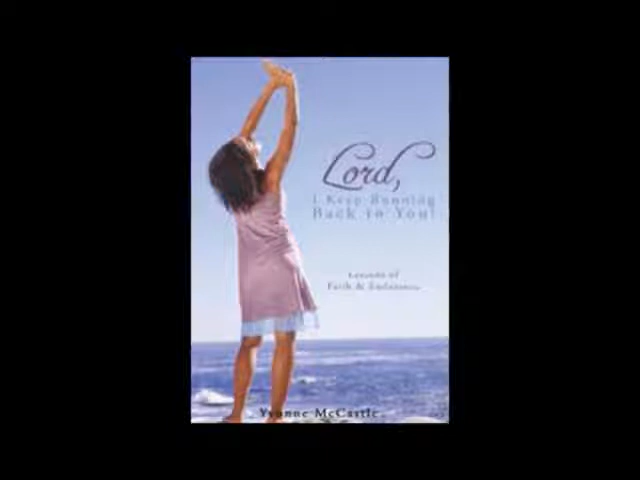 Lord,
I Keep Running
Back to You!
Lessons of
Faith & Endurance
Yvonne McCastle